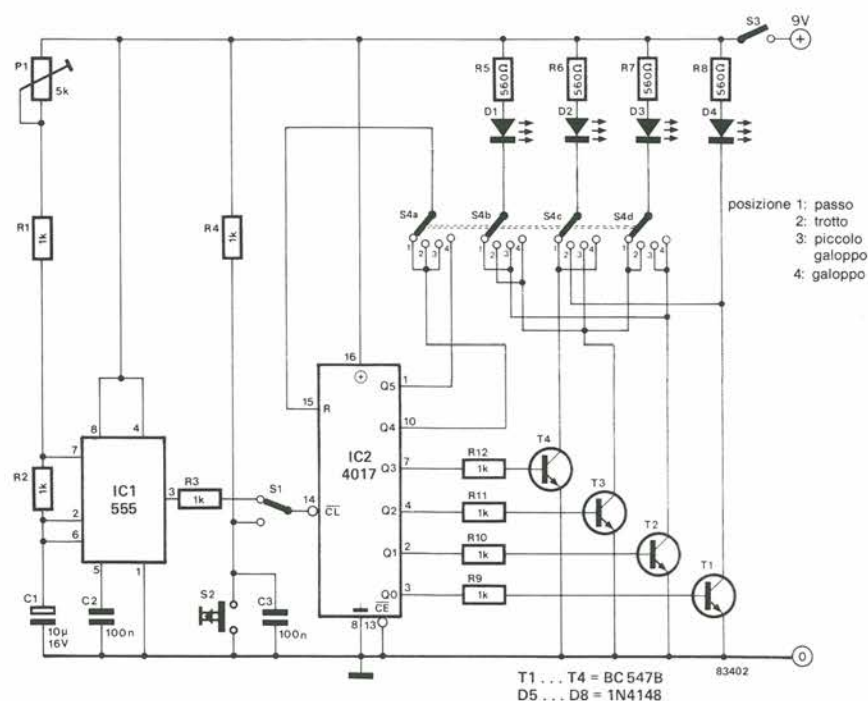 S3
9V
+
P1
5k
R5
560Ω
R6
560Ω
R7
560Ω
R8
560Ω
D1
D2
D3
D4
R1
1k
R4
1k
S4a
S4b
S4c
S4d
1 2 3 4
1 2 3 4
1 2 3 4
1 2 3 4
posizione 1: passo
2: trotto
3: piccolo
galoppo
4: galoppo
16
+
15
R
Q5
1
Q4
10
8
4
7
R2
1k
IC1
555
3
R3
1k
S1
14
CL
IC2
4017
Q3
7
R12
1k
T4
2
6
Q2
4
R11
1k
T3
Q1
2
R10
1k
T2
5
1
Q0
3
R9
1k
T1
C1
10µ
16V
C2
100n
S2
C3
100n
8
CE
13
0
83402
T1 . . . T4 = BC 547B
D5 . . . D8 = 1N4148